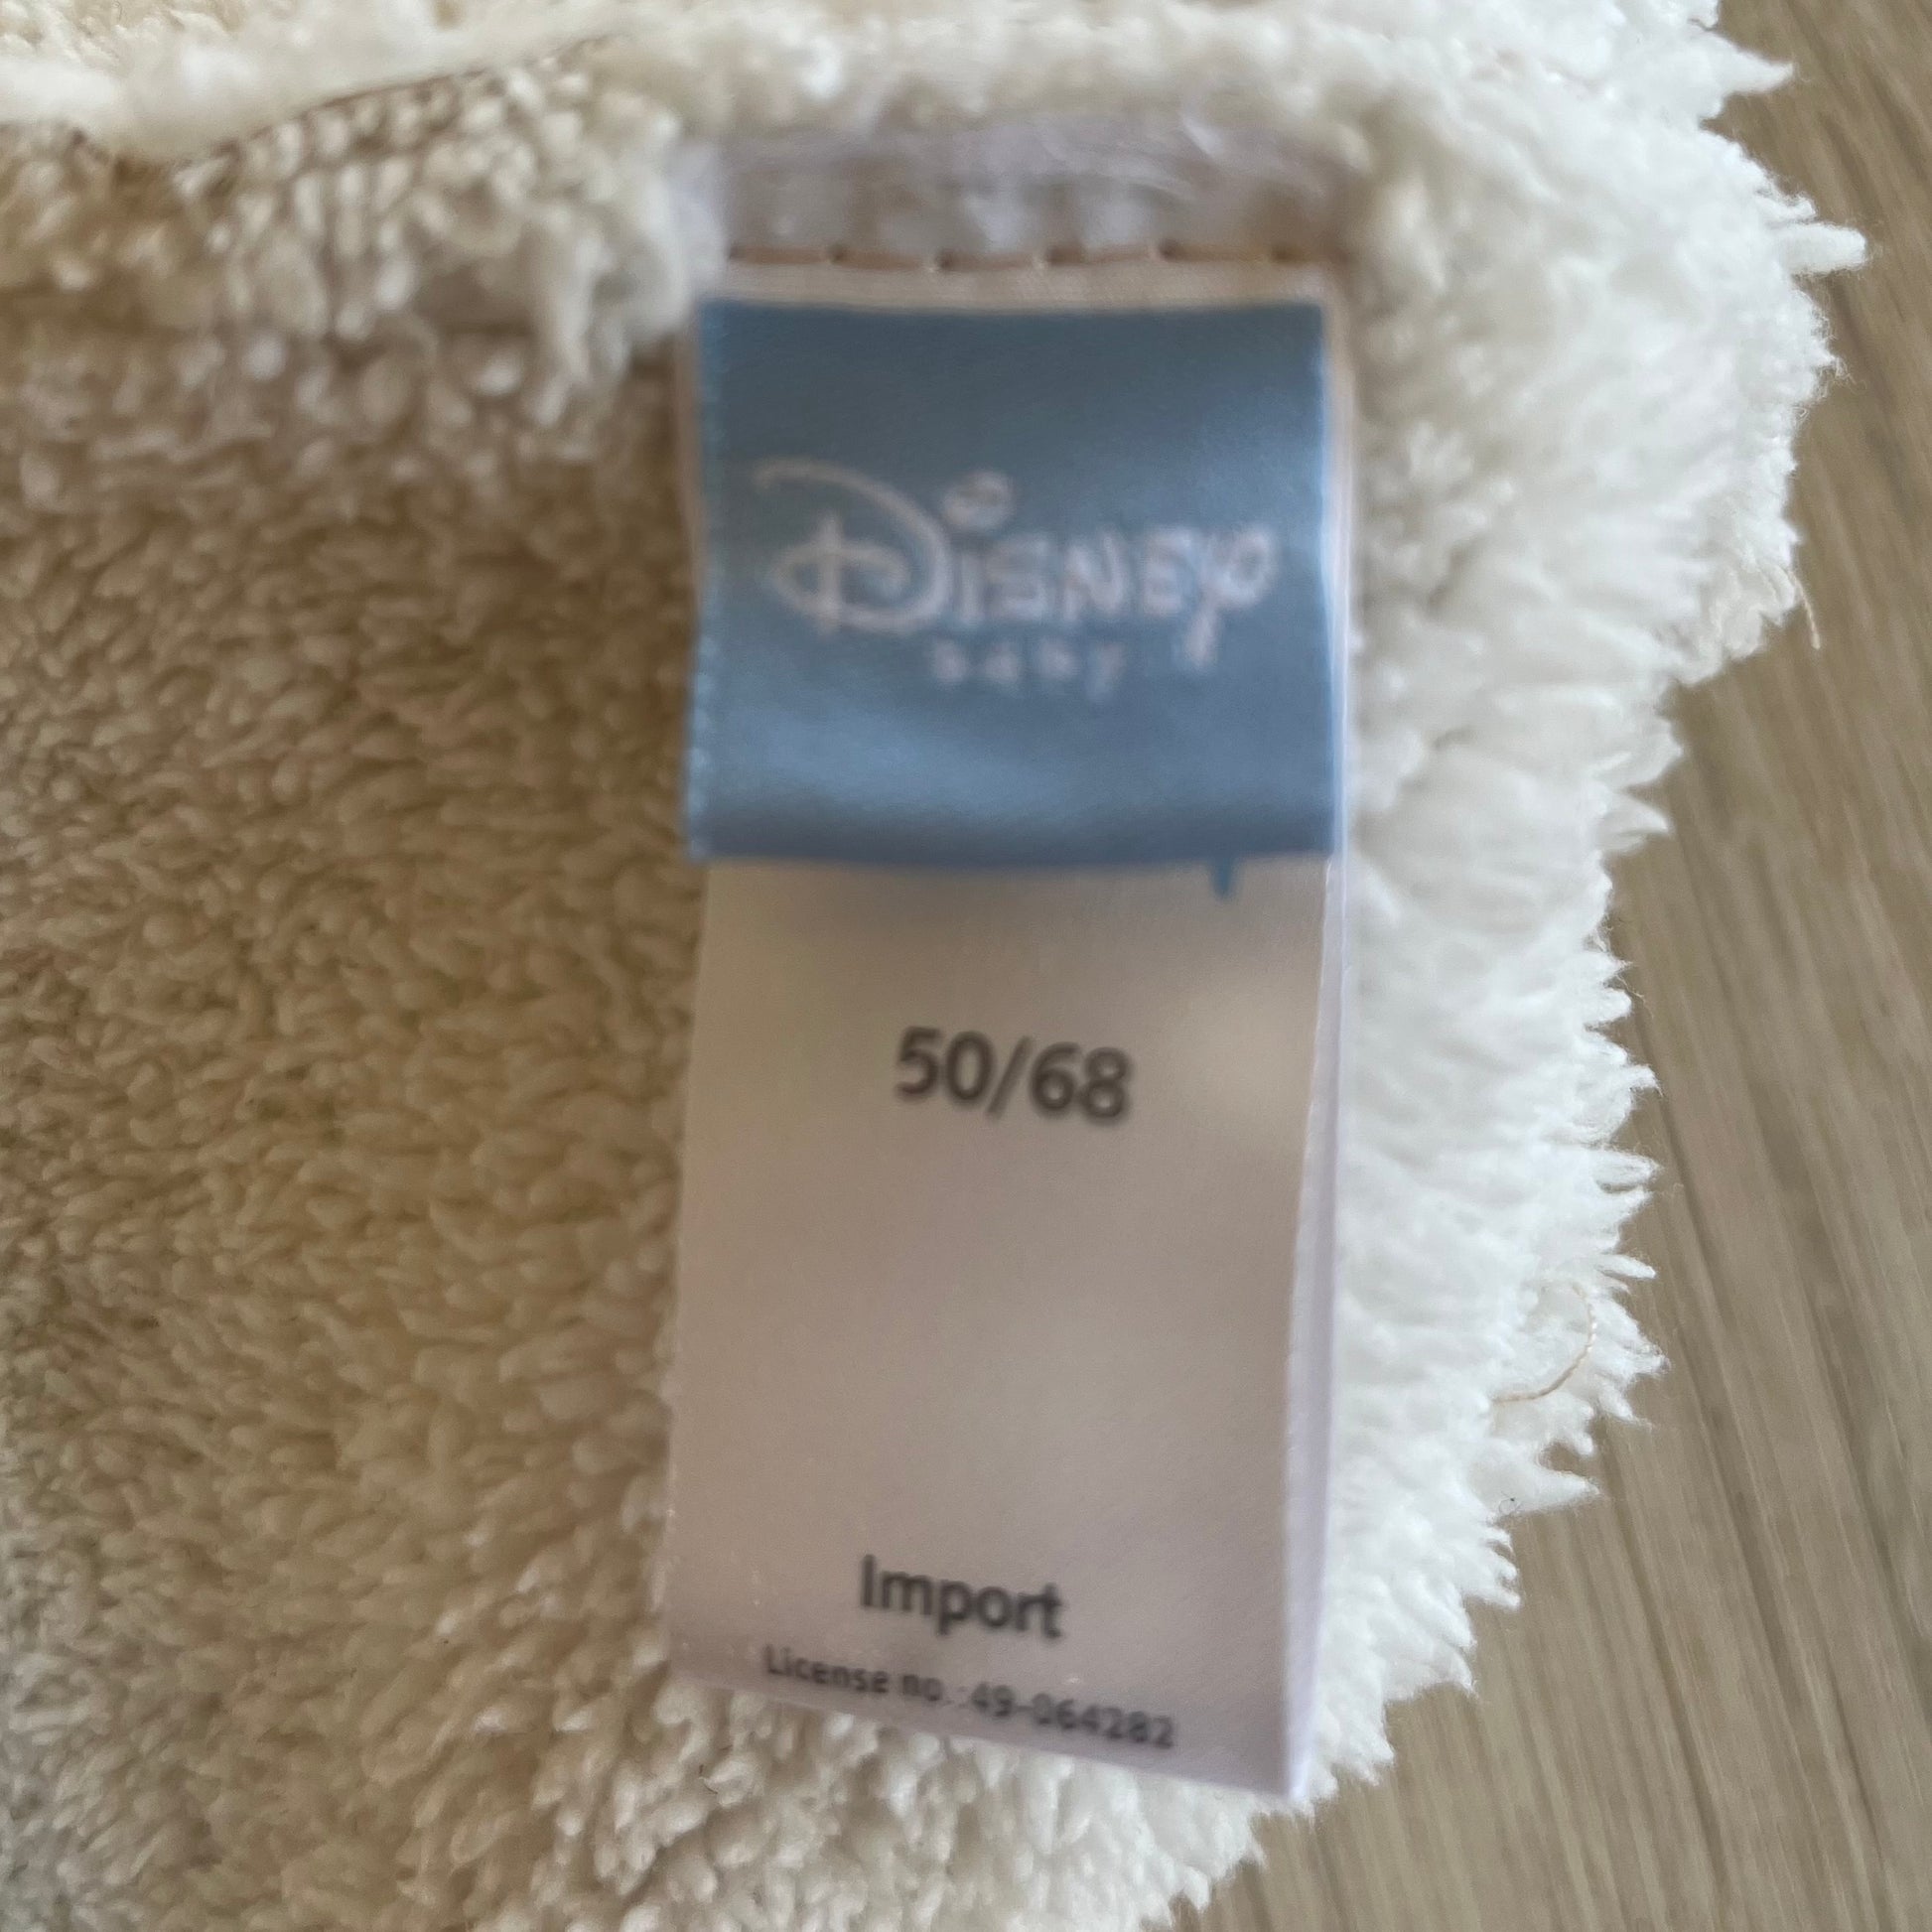 Disney
baby
50/68
Import
License no.:49-064282